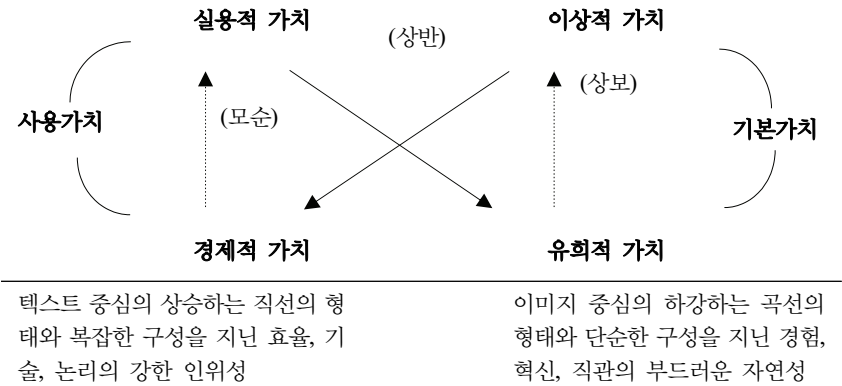 실용적 가치
(상반)
이상적 가치
(모순)
(상보)
사용가치
기본가치
경제적 가치
유희적 가치
텍스트 중심의 상승하는 직선의 형
태와 복잡한 구성을 지닌 효율, 기
술, 논리의 강한 인위성
이미지 중심의 하강하는 곡선의
형태와 단순한 구성을 지닌 경험,
혁신, 직관의 부드러운 자연성